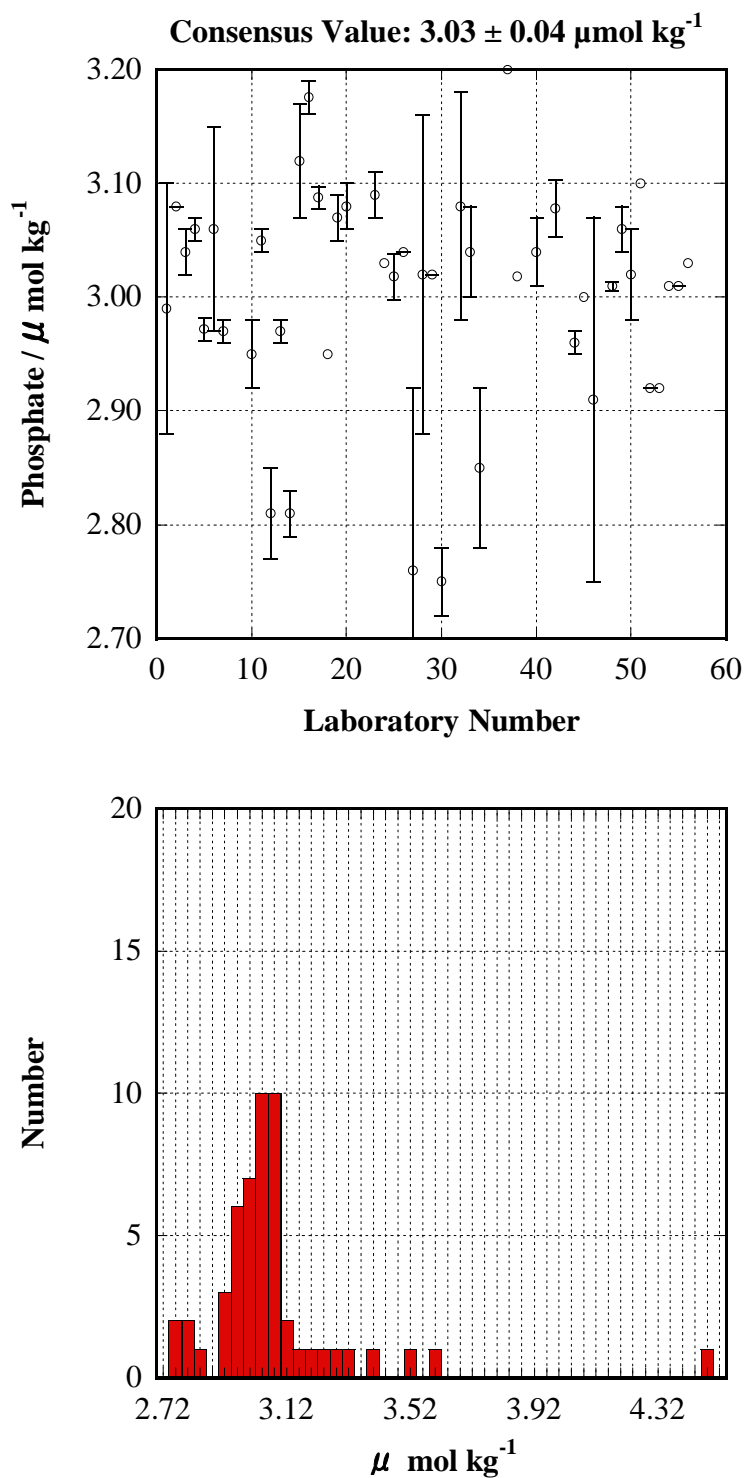 Consensus Value: 3.03 ± 0.04 µmol kg-1
3.20
3.10
3.00
2.90
2.80
2.70
Phosphate / μ mol kg-1
0 10 20 30 40 50 60
Laboratory Number
20
15
10
5
0
Number
2.72 3.12 3.52 3.92 4.32
μ mol kg-1